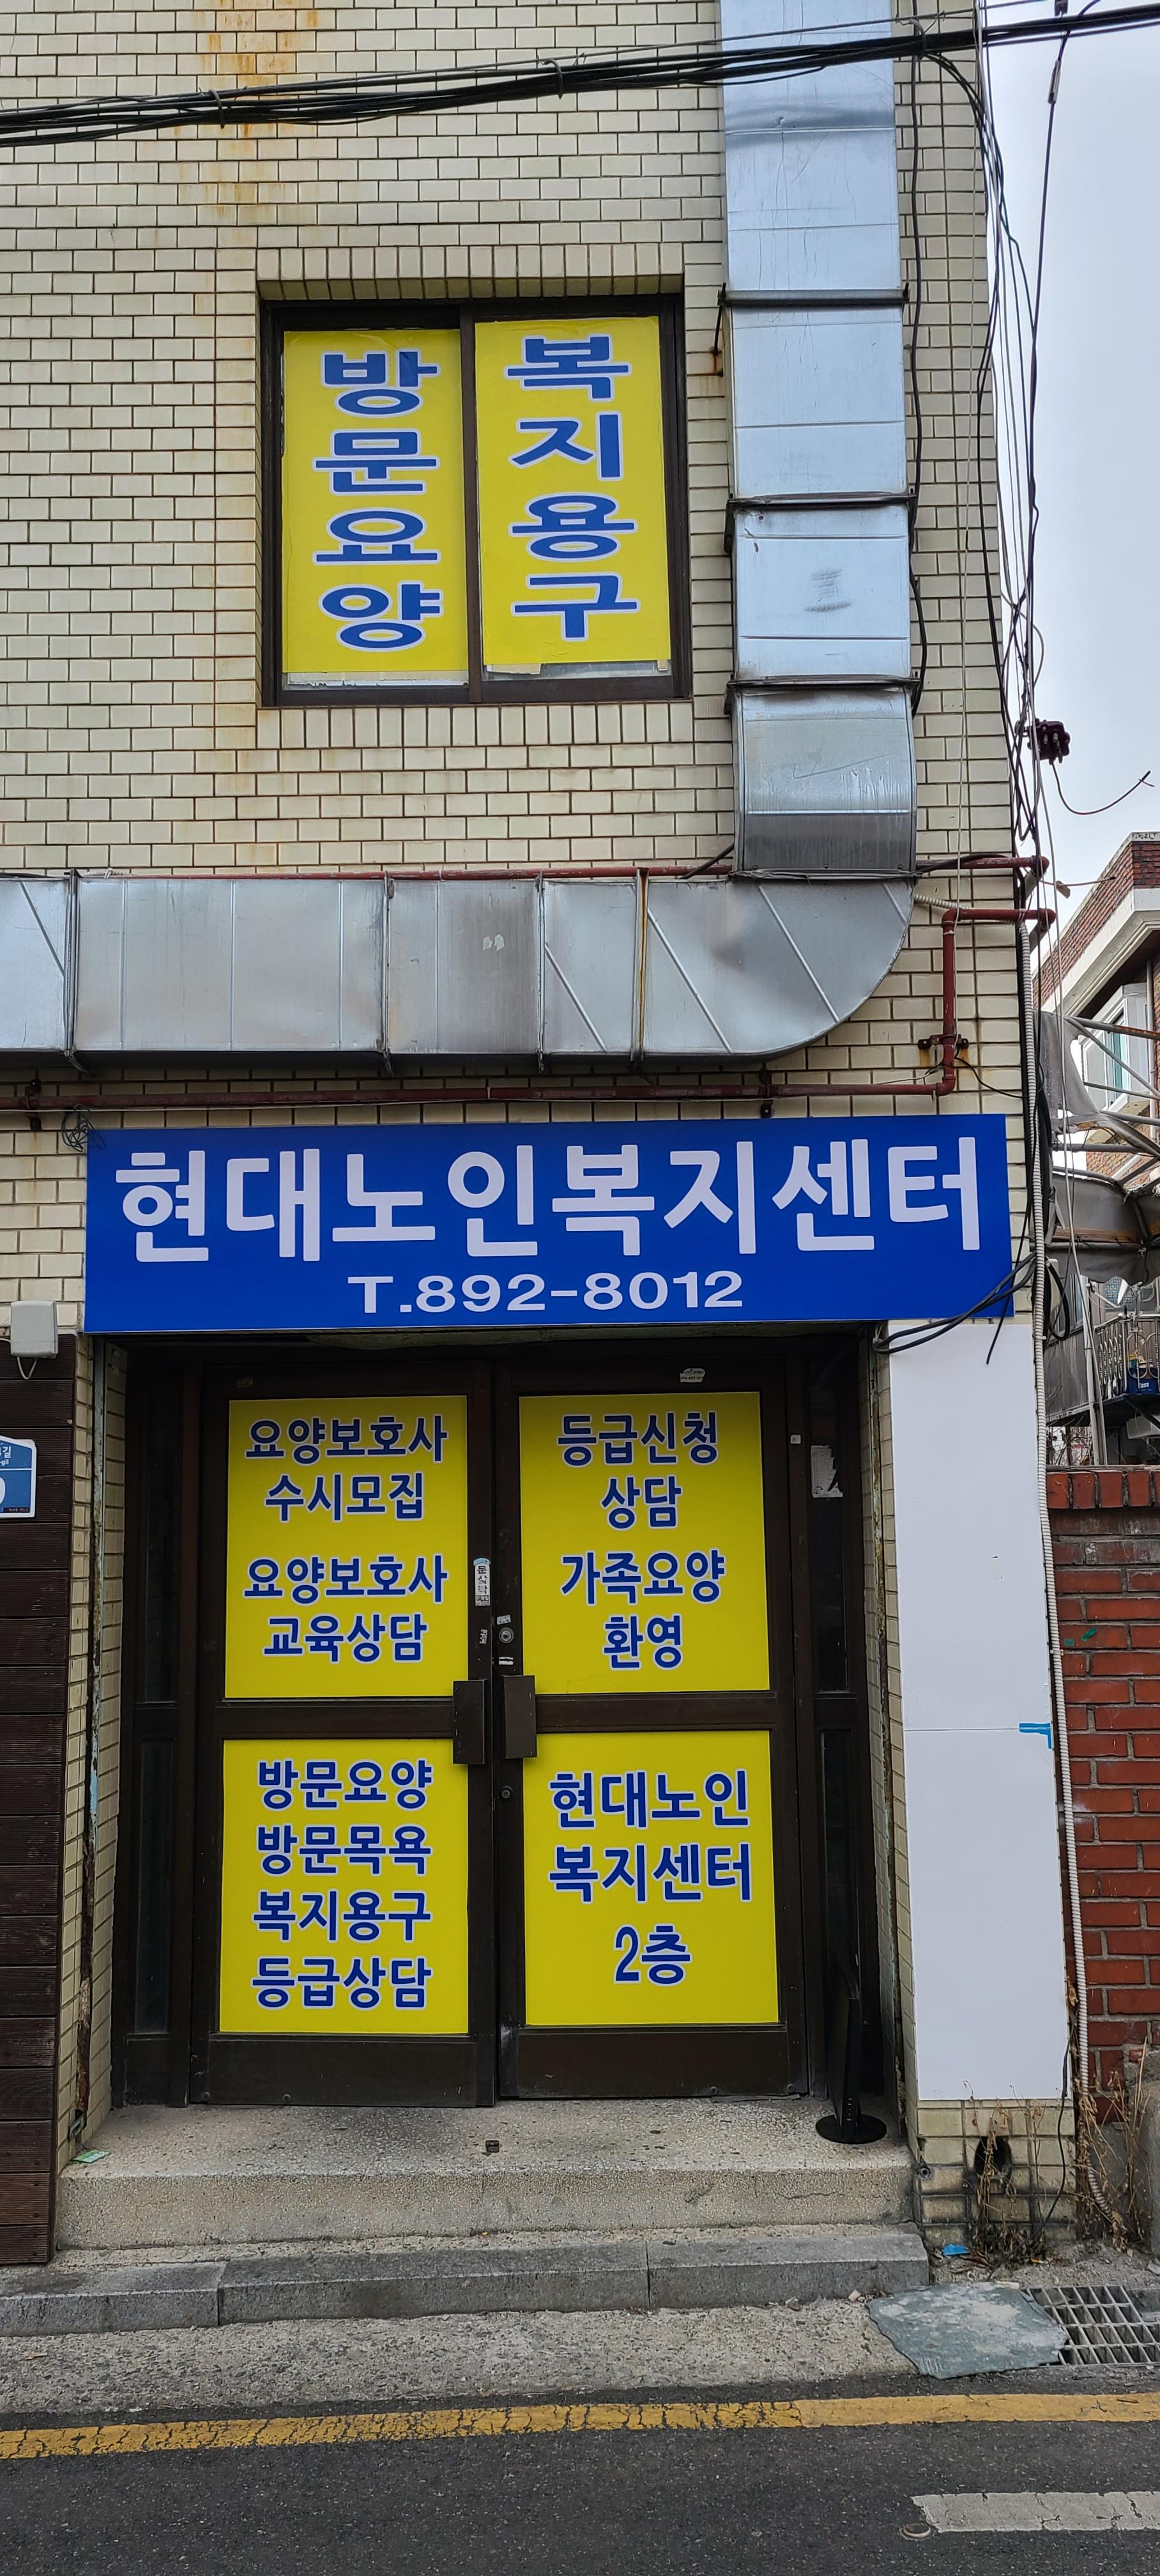 방문요양
복지용구
현대노인복지센터
T.892-8012
요양보호사
수시모집
요양보호사
교육상담
등급신청
상담
가족요양
환영
방문요양
방문목욕
복지용구
등급상담
현대노인
복지센터
2층